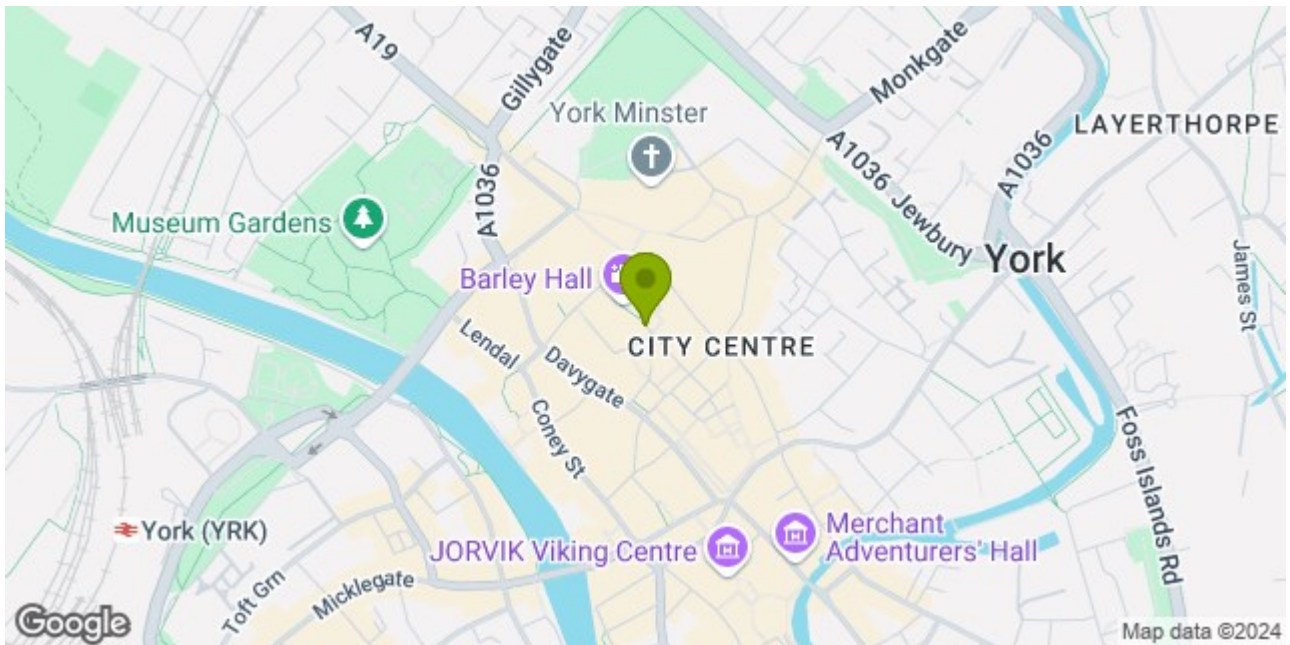 A19
Gillygate
Monkgate
York Minster
LAYERTHORPE
A1036
A1036
A1036 Jewbury
Museum Gardens
York
James St
Barley Hall
Lendal
Davygate
CITY CENTRE
Coney St
Foss Islands Rd
York (YRK)
JORVIK Viking Centre
Merchant
Adventurers' Hall
Toft Grn
Micklegate
Google
Map data ©2024